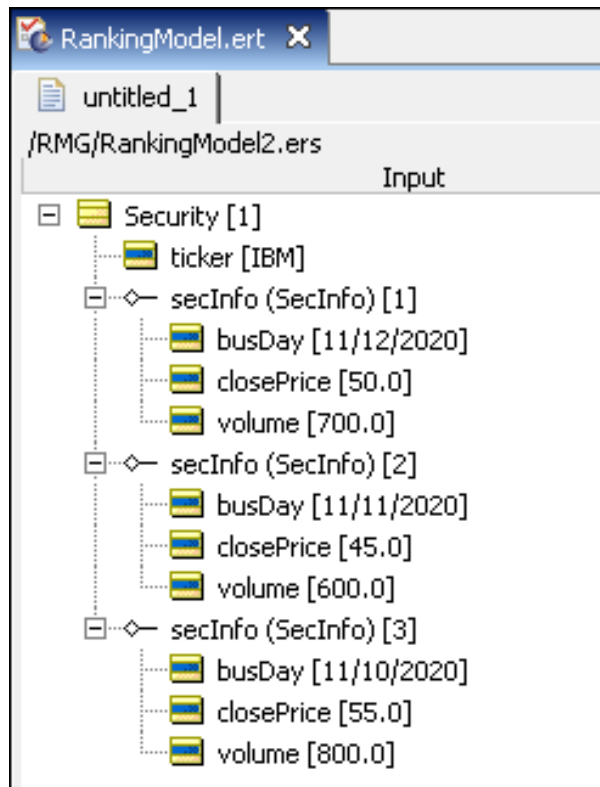 RankingModel.ert
untitled_1
/RMG/RankingModel2.ers
Input
Security [1]
ticker [IBM]
secInfo (SecInfo) [1]
busDay [11/12/2020]
closePrice [50.0]
volume [700.0]
secInfo (SecInfo) [2]
busDay [11/11/2020]
closePrice [45.0]
volume [600.0]
secInfo (SecInfo) [3]
busDay [11/10/2020]
closePrice [55.0]
volume [800.0]